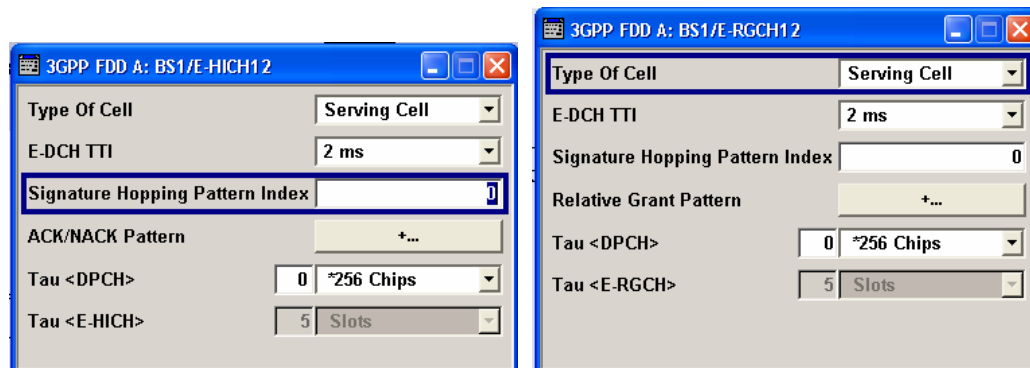 3GPP FDD A: BS1/E-HICH12
Type Of Cell Serving Cell
E-DCH TTI 2 ms
Signature Hopping Pattern Index 0
ACK/NACK Pattern +...
Tau <DPCH> 0 *256 Chips
Tau <E-HICH> 5 Slots
3GPP FDD A: BS1/E-RGCH12
Type Of Cell Serving Cell
E-DCH TTI 2 ms
Signature Hopping Pattern Index 0
Relative Grant Pattern +...
Tau <DPCH> 0 *256 Chips
Tau <E-RGCH> 5 Slots